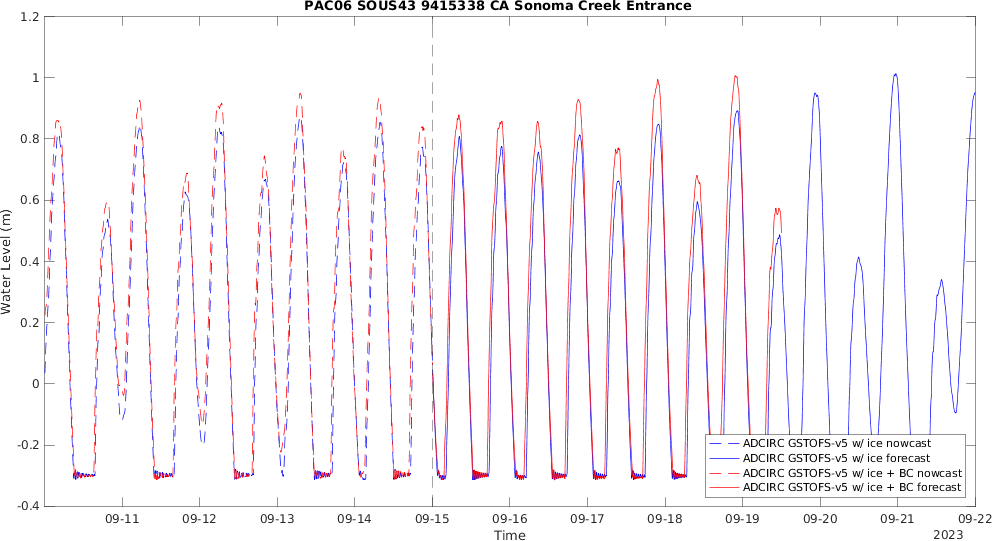 PAC06 SOUS43 9415338 CA Sonoma Creek Entrance
1.2
1
0.8
0.6
0.4
0.2
0
-0.2
-0.4
Water Level (m)
ADCIRC GSTOFS-v5 w/ ice nowcast
ADCIRC GSTOFS-v5 w/ ice forecast
ADCIRC GSTOFS-v5 w/ ice + BC nowcast
ADCIRC GSTOFS-v5 w/ ice + BC forecast
09-11 09-12 09-13 09-14 09-15 09-16 09-17 09-18 09-19 09-20 09-21 09-22
Time
2023